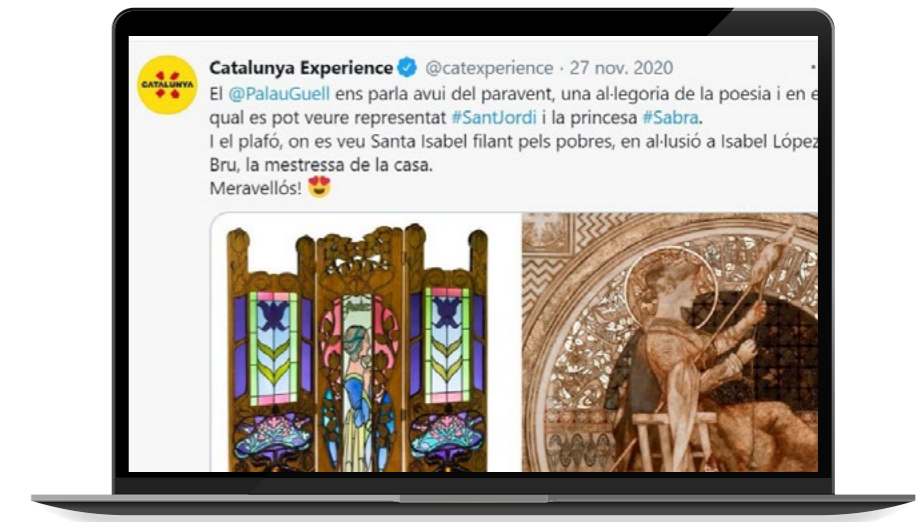 CATALUNYA
Catalunya Experience @catexperience · 27 nov. 2020
El @PalauGuell ens parla avui del paravent, una al·legoria de la poesia i en e
qual es pot veure representat #SantJordi i la princesa #Sabra.
I el plafó, on es veu Santa Isabel filant pels pobres, en al·lusió a Isabel López
Bru, la mestressa de la casa.
Meravellós! 😍